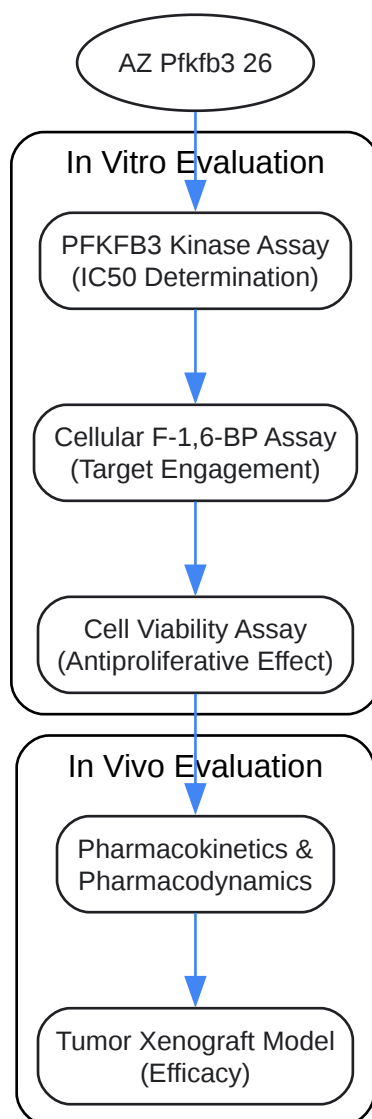 AZ Pfkfb3 26
In Vitro Evaluation
PFKFB3 Kinase Assay
(IC50 Determination)
Cellular F-1,6-BP Assay
(Target Engagement)
Cell Viability Assay
(Antiproliferative Effect)
In Vivo Evaluation
Pharmacokinetics &
Pharmacodynamics
Tumor Xenograft Model
(Efficacy)